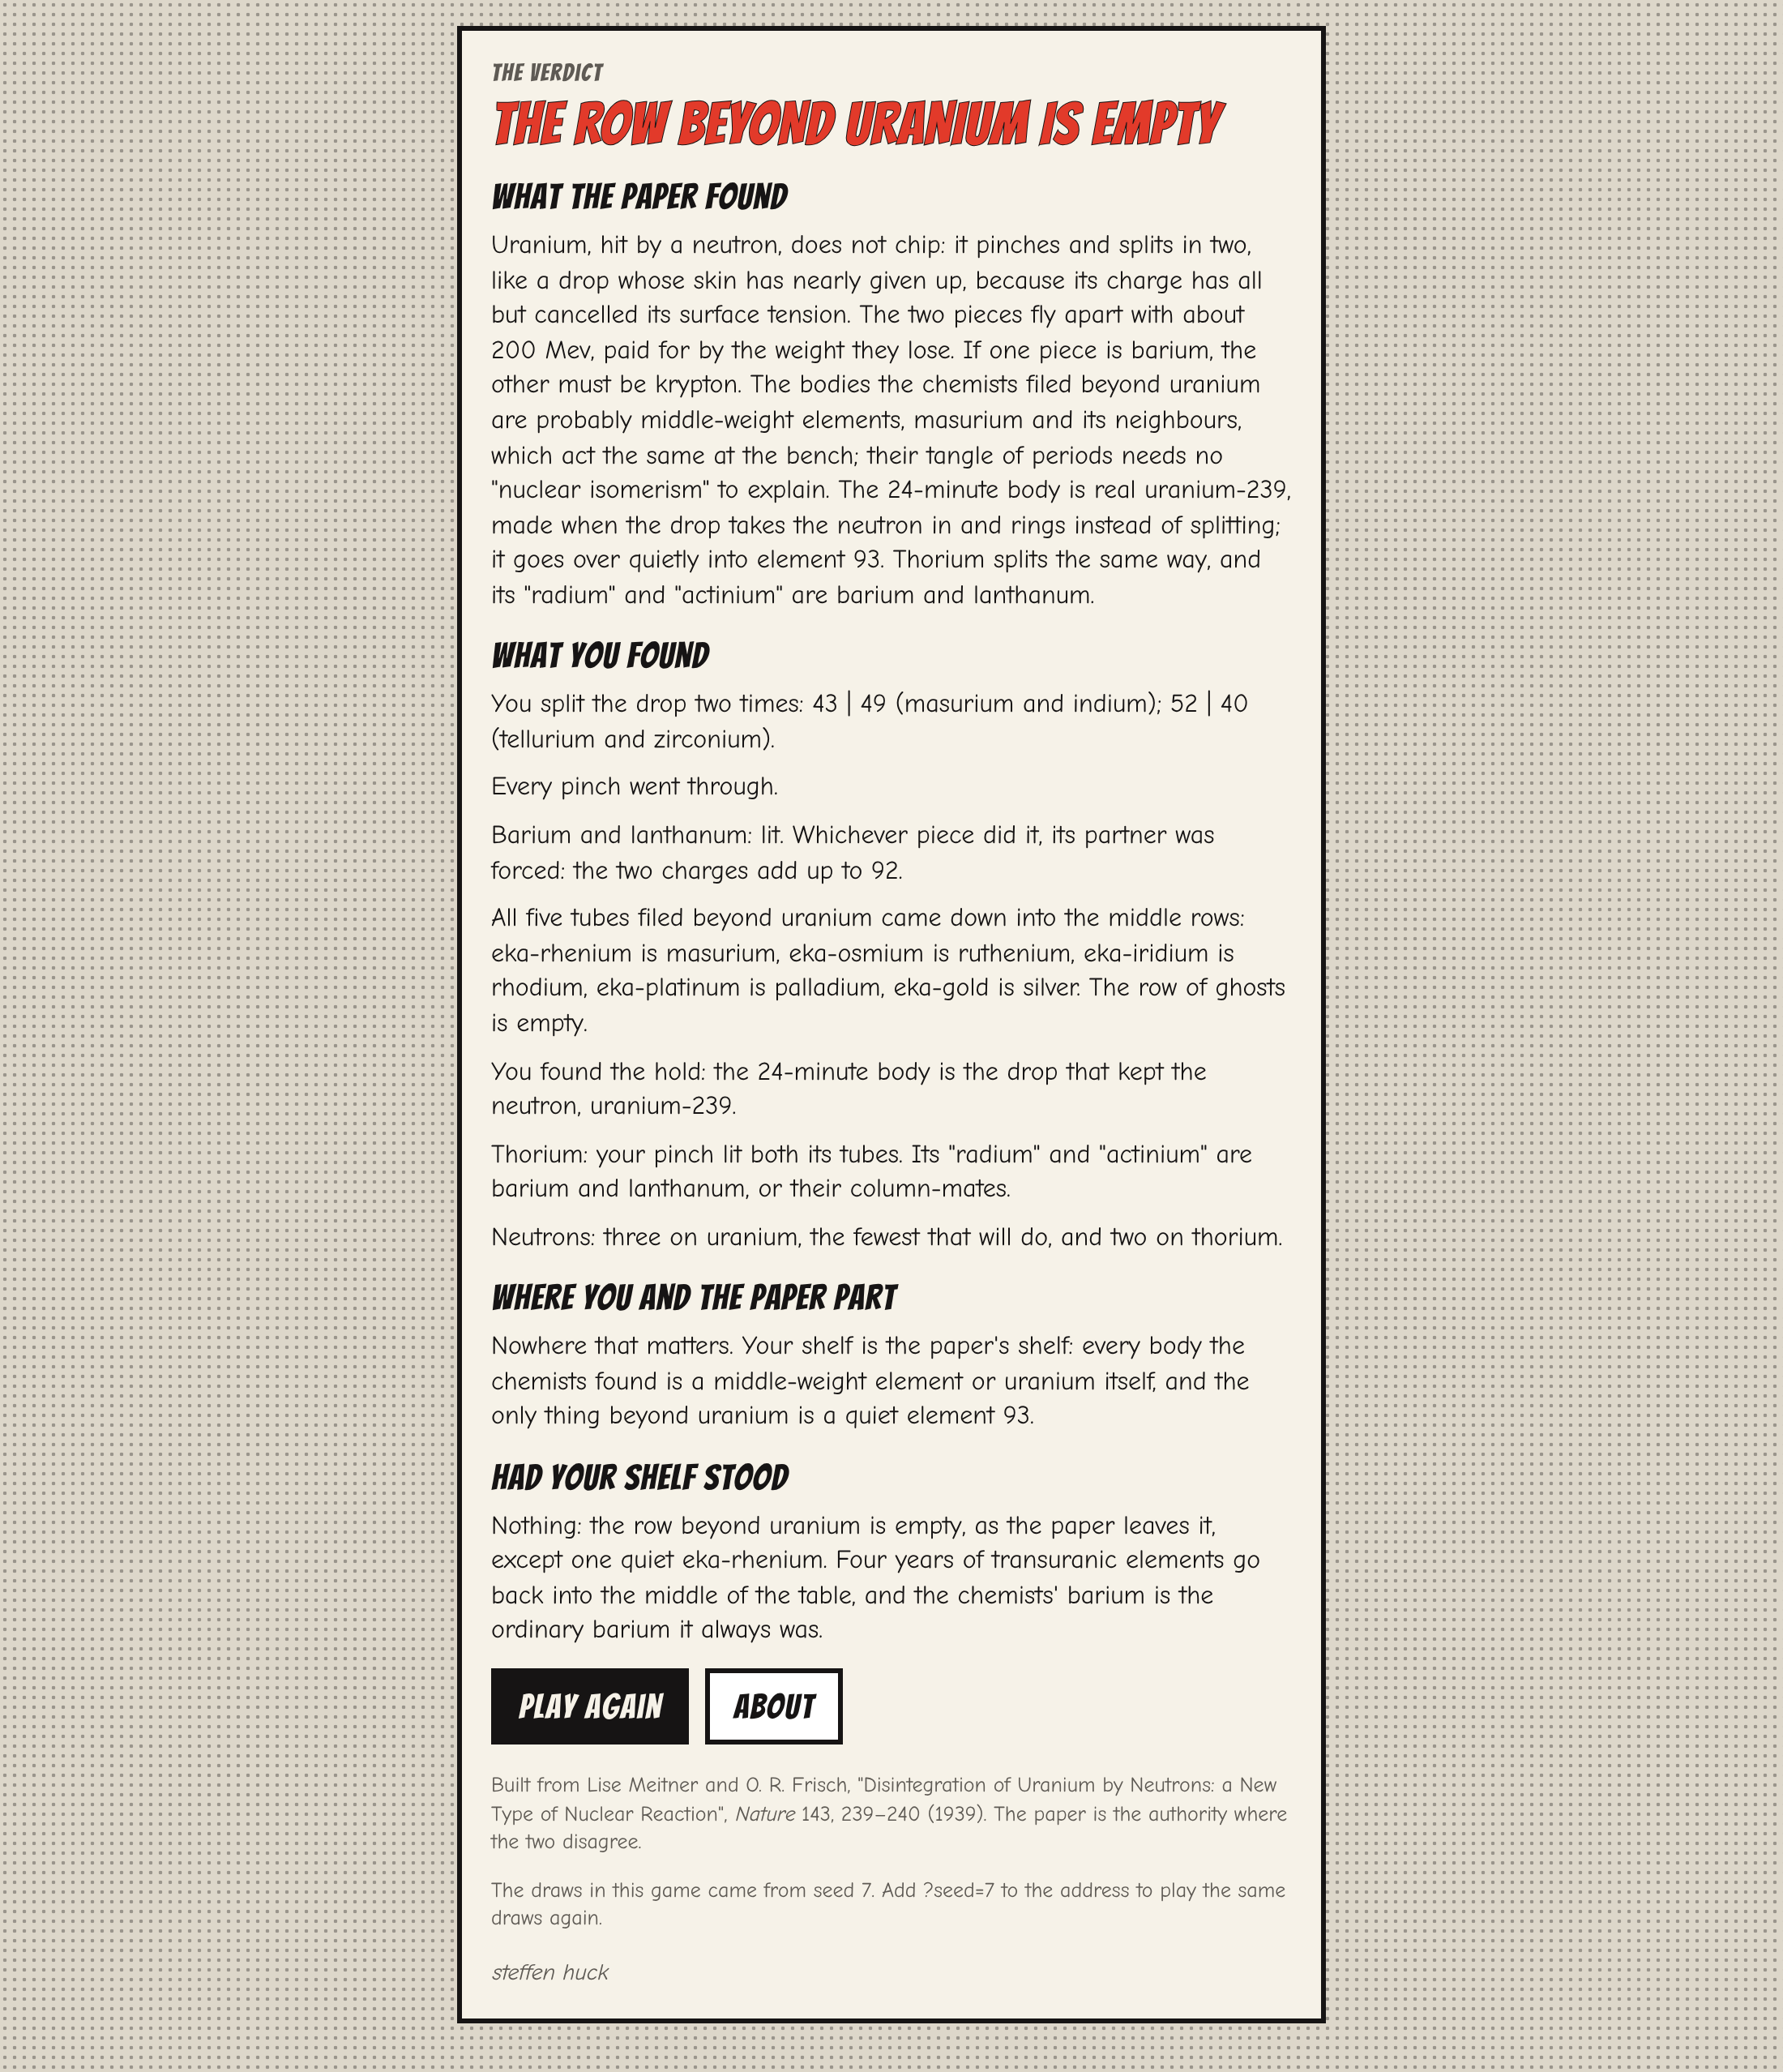 THE VERDICT
THE ROW BEYOND URANIUM IS EMPTY
WHAT THE PAPER FOUND
Uranium, hit by a neutron, does not chip: it pinches and splits in two,
like a drop whose skin has nearly given up, because its charge has all
but cancelled its surface tension. The two pieces fly apart with about
200 Mev, paid for by the weight they lose. If one piece is barium, the
other must be krypton. The bodies the chemists filed beyond uranium
are probably middle-weight elements, masurium and its neighbours,
which act the same at the bench; their tangle of periods needs no
"nuclear isomerism" to explain. The 24-minute body is real uranium-239,
made when the drop takes the neutron in and rings instead of splitting;
it goes over quietly into element 93. Thorium splits the same way, and
its "radium" and "actinium" are barium and lanthanum.
WHAT YOU FOUND
You split the drop two times: 43 | 49 (masurium and indium); 52 | 40
(tellurium and zirconium).
Every pinch went through.
Barium and lanthanum: lit. Whichever piece did it, its partner was
forced: the two charges add up to 92.
All five tubes filed beyond uranium came down into the middle rows:
eka-rhenium is masurium, eka-osmium is ruthenium, eka-iridium is
rhodium, eka-platinum is palladium, eka-gold is silver. The row of ghosts
is empty.
You found the hold: the 24-minute body is the drop that kept the
neutron, uranium-239.
Thorium: your pinch lit both its tubes. Its "radium" and "actinium" are
barium and lanthanum, or their column-mates.
Neutrons: three on uranium, the fewest that will do, and two on thorium.
WHERE YOU AND THE PAPER PART
Nowhere that matters. Your shelf is the paper's shelf: every body the
chemists found is a middle-weight element or uranium itself, and the
only thing beyond uranium is a quiet element 93.
HAD YOUR SHELF STOOD
Nothing: the row beyond uranium is empty, as the paper leaves it,
except one quiet eka-rhenium. Four years of transuranic elements go
back into the middle of the table, and the chemists' barium is the
ordinary barium it always was.
PLAY AGAIN
ABOUT
Built from Lise Meitner and O. R. Frisch, "Disintegration of Uranium by Neutrons: a New
Type of Nuclear Reaction", Nature 143, 239–240 (1939). The paper is the authority where
the two disagree.
The draws in this game came from seed 7. Add ?seed=7 to the address to play the same
draws again.
steffen huck